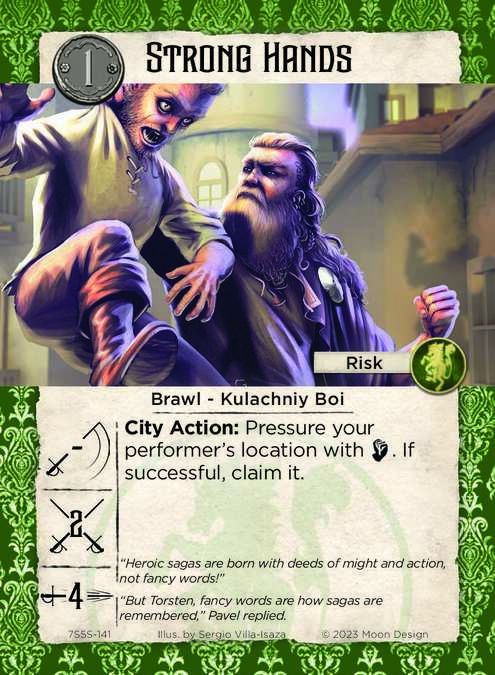 1
STRONG HANDS
Risk
Brawl - Kulachniy Boi
City Action: Pressure your
performer's location with . If
successful, claim it.
-
2
4
"Heroic sagas are born with deeds of might and action,
not fancy words!"
"But Torsten, fancy words are how sagas are
remembered," Pavel replied.
7S5S-141 Illus. by Sergio Villa-Isaza © 2023 Moon Design